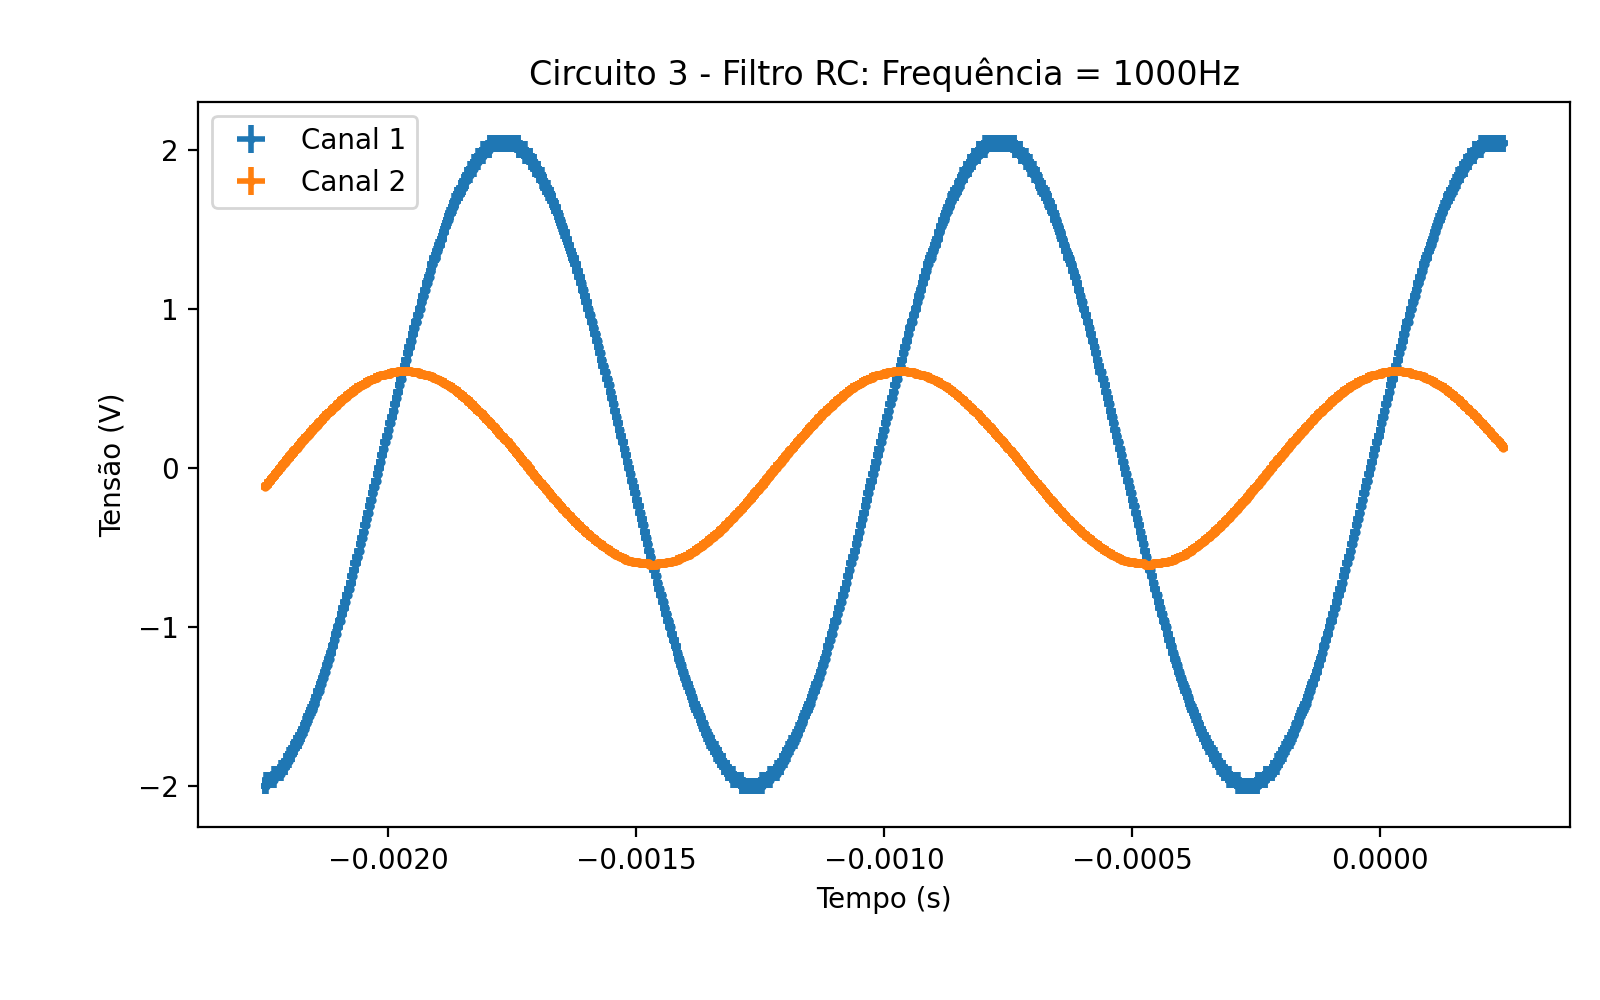 Circuito 3 - Filtro RC: Frequência = 1000Hz
Canal 1
Canal 2
2
1
0
−1
−2
Tensão (V)
−0.0020 −0.0015 −0.0010 −0.0005 0.0000
Tempo (s)